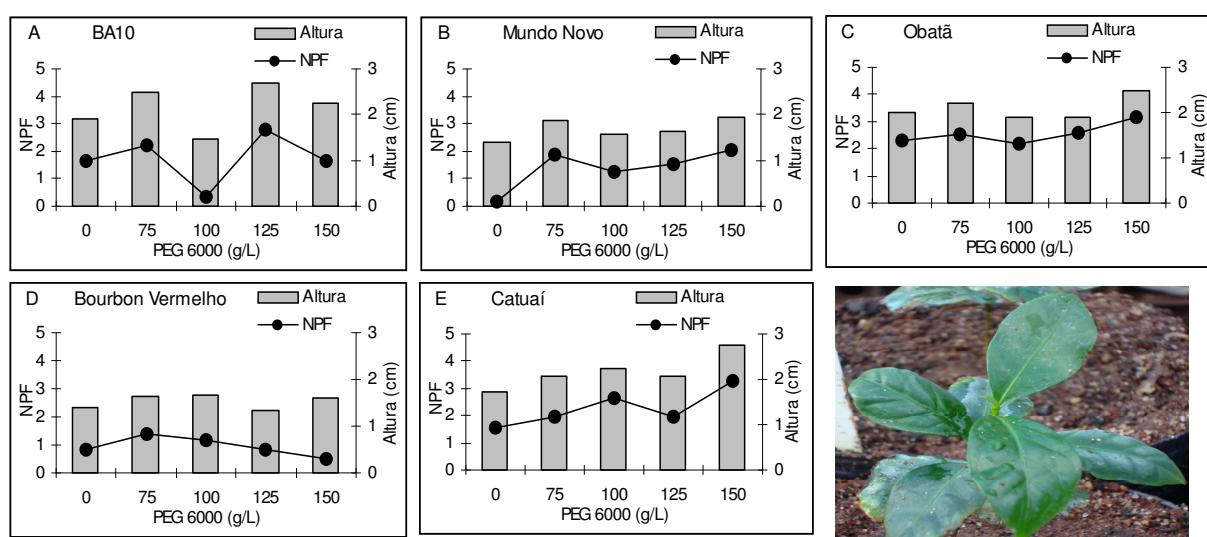 A BA10
Altura
NPF
5
4
3
2
1
0
NPF
3
2
1
0
Altura (cm)
0 75 100 125 150
PEG 6000 (g/L)
B Mundo Novo
Altura
NPF
5
4
3
2
1
0
NPF
3
2
1
0
Altura (cm)
0 75 100 125 150
PEG 6000 (g/L)
C Obatã
Altura
NPF
5
4
3
2
1
0
NPF
3
2
1
0
Altura (cm)
0 75 100 125 150
PEG 6000 (g/L)
D Bourbon Vermelho
Altura
NPF
5
4
3
2
1
0
NPF
3
2
1
0
Altura (cm)
0 75 100 125 150
PEG 6000 (g/L)
E Catuaí
Altura
NPF
5
4
3
2
1
0
NPF
3
2
1
0
Altura (cm)
0 75 100 125 150
PEG 6000 (g/L)